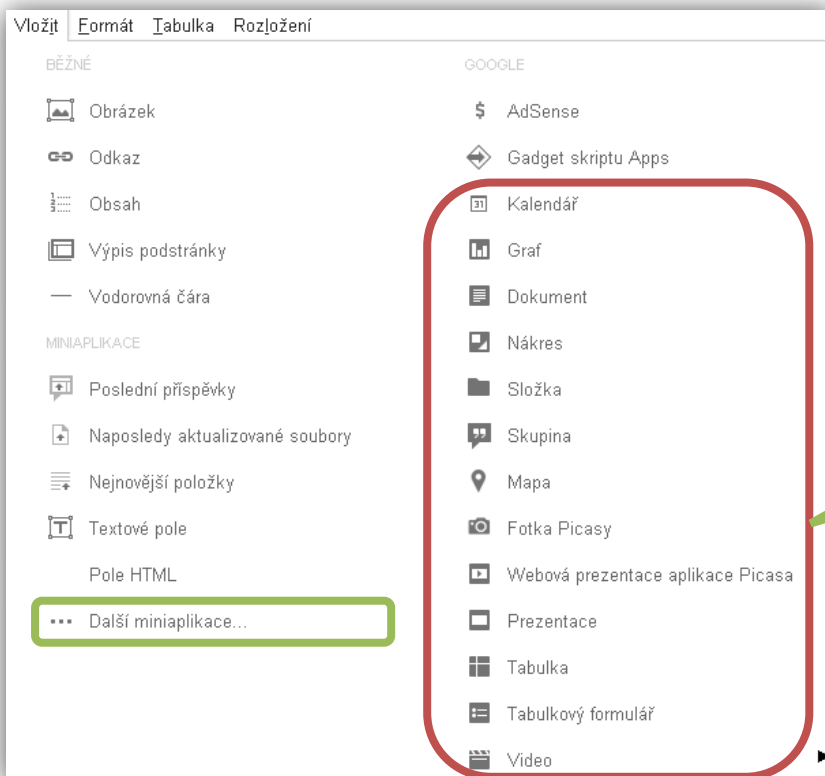 Vložit Formát Tabulka Rozložení
BĚŽNÉ
Obrázek
Odkaz
Obsah
Výpis podstránky
Vodorovná čára
MINIAPLIKACE
Poslední příspěvky
Naposledy aktualizované soubory
Nejnovější položky
Textové pole
Pole HTML
Další miniaplikace...
GOOGLE
AdSense
Gadget skriptu Apps
Kalendář
Graf
Dokument
Nákres
Složka
Skupina
Mapa
Fotka Picasy
Webová prezentace aplikace Picasa
Prezentace
Tabulka
Tabulkový formulář
Video